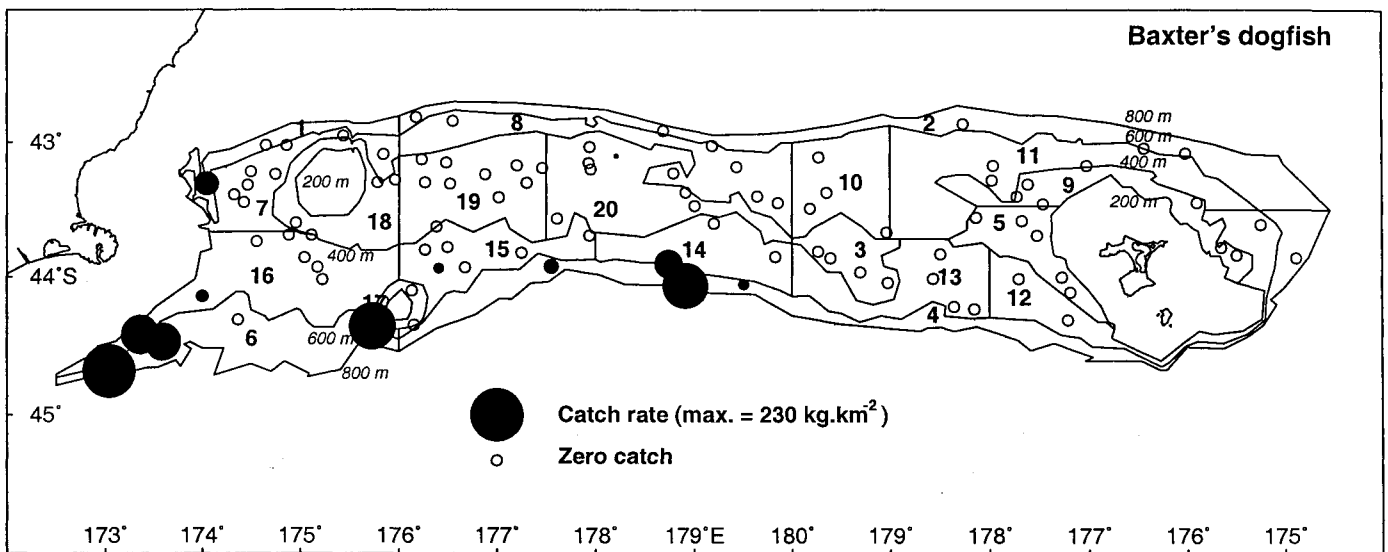 Baxter's dogfish
800 m
600 m
400 m
200 m
43°
44°S
45°
1
8
2
11
9
10
200 m
7
18
19
20
5
400 m
15
14
3
13
12
16
17
4
6
600 m
800 m
Catch rate (max. = 230 kg.km-2)
Zero catch
173° 174° 175° 176° 177° 178° 179°E 180° 179° 178° 177° 176° 175°